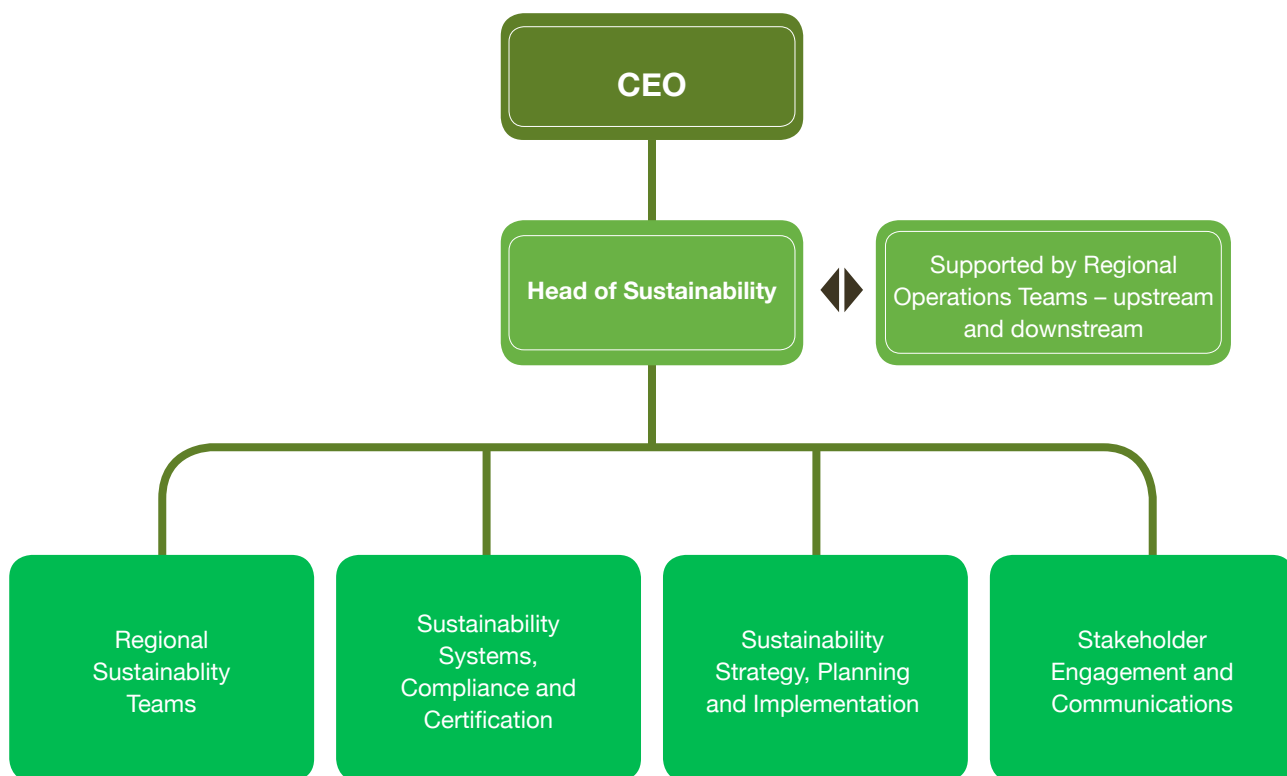 CEO
Head of Sustainability
Supported by Regional
Operations Teams – upstream
and downstream
Regional
Sustainablity
Teams
Sustainability
Systems,
Compliance and
Certification
Sustainability
Strategy, Planning
and Implementation
Stakeholder
Engagement and
Communications